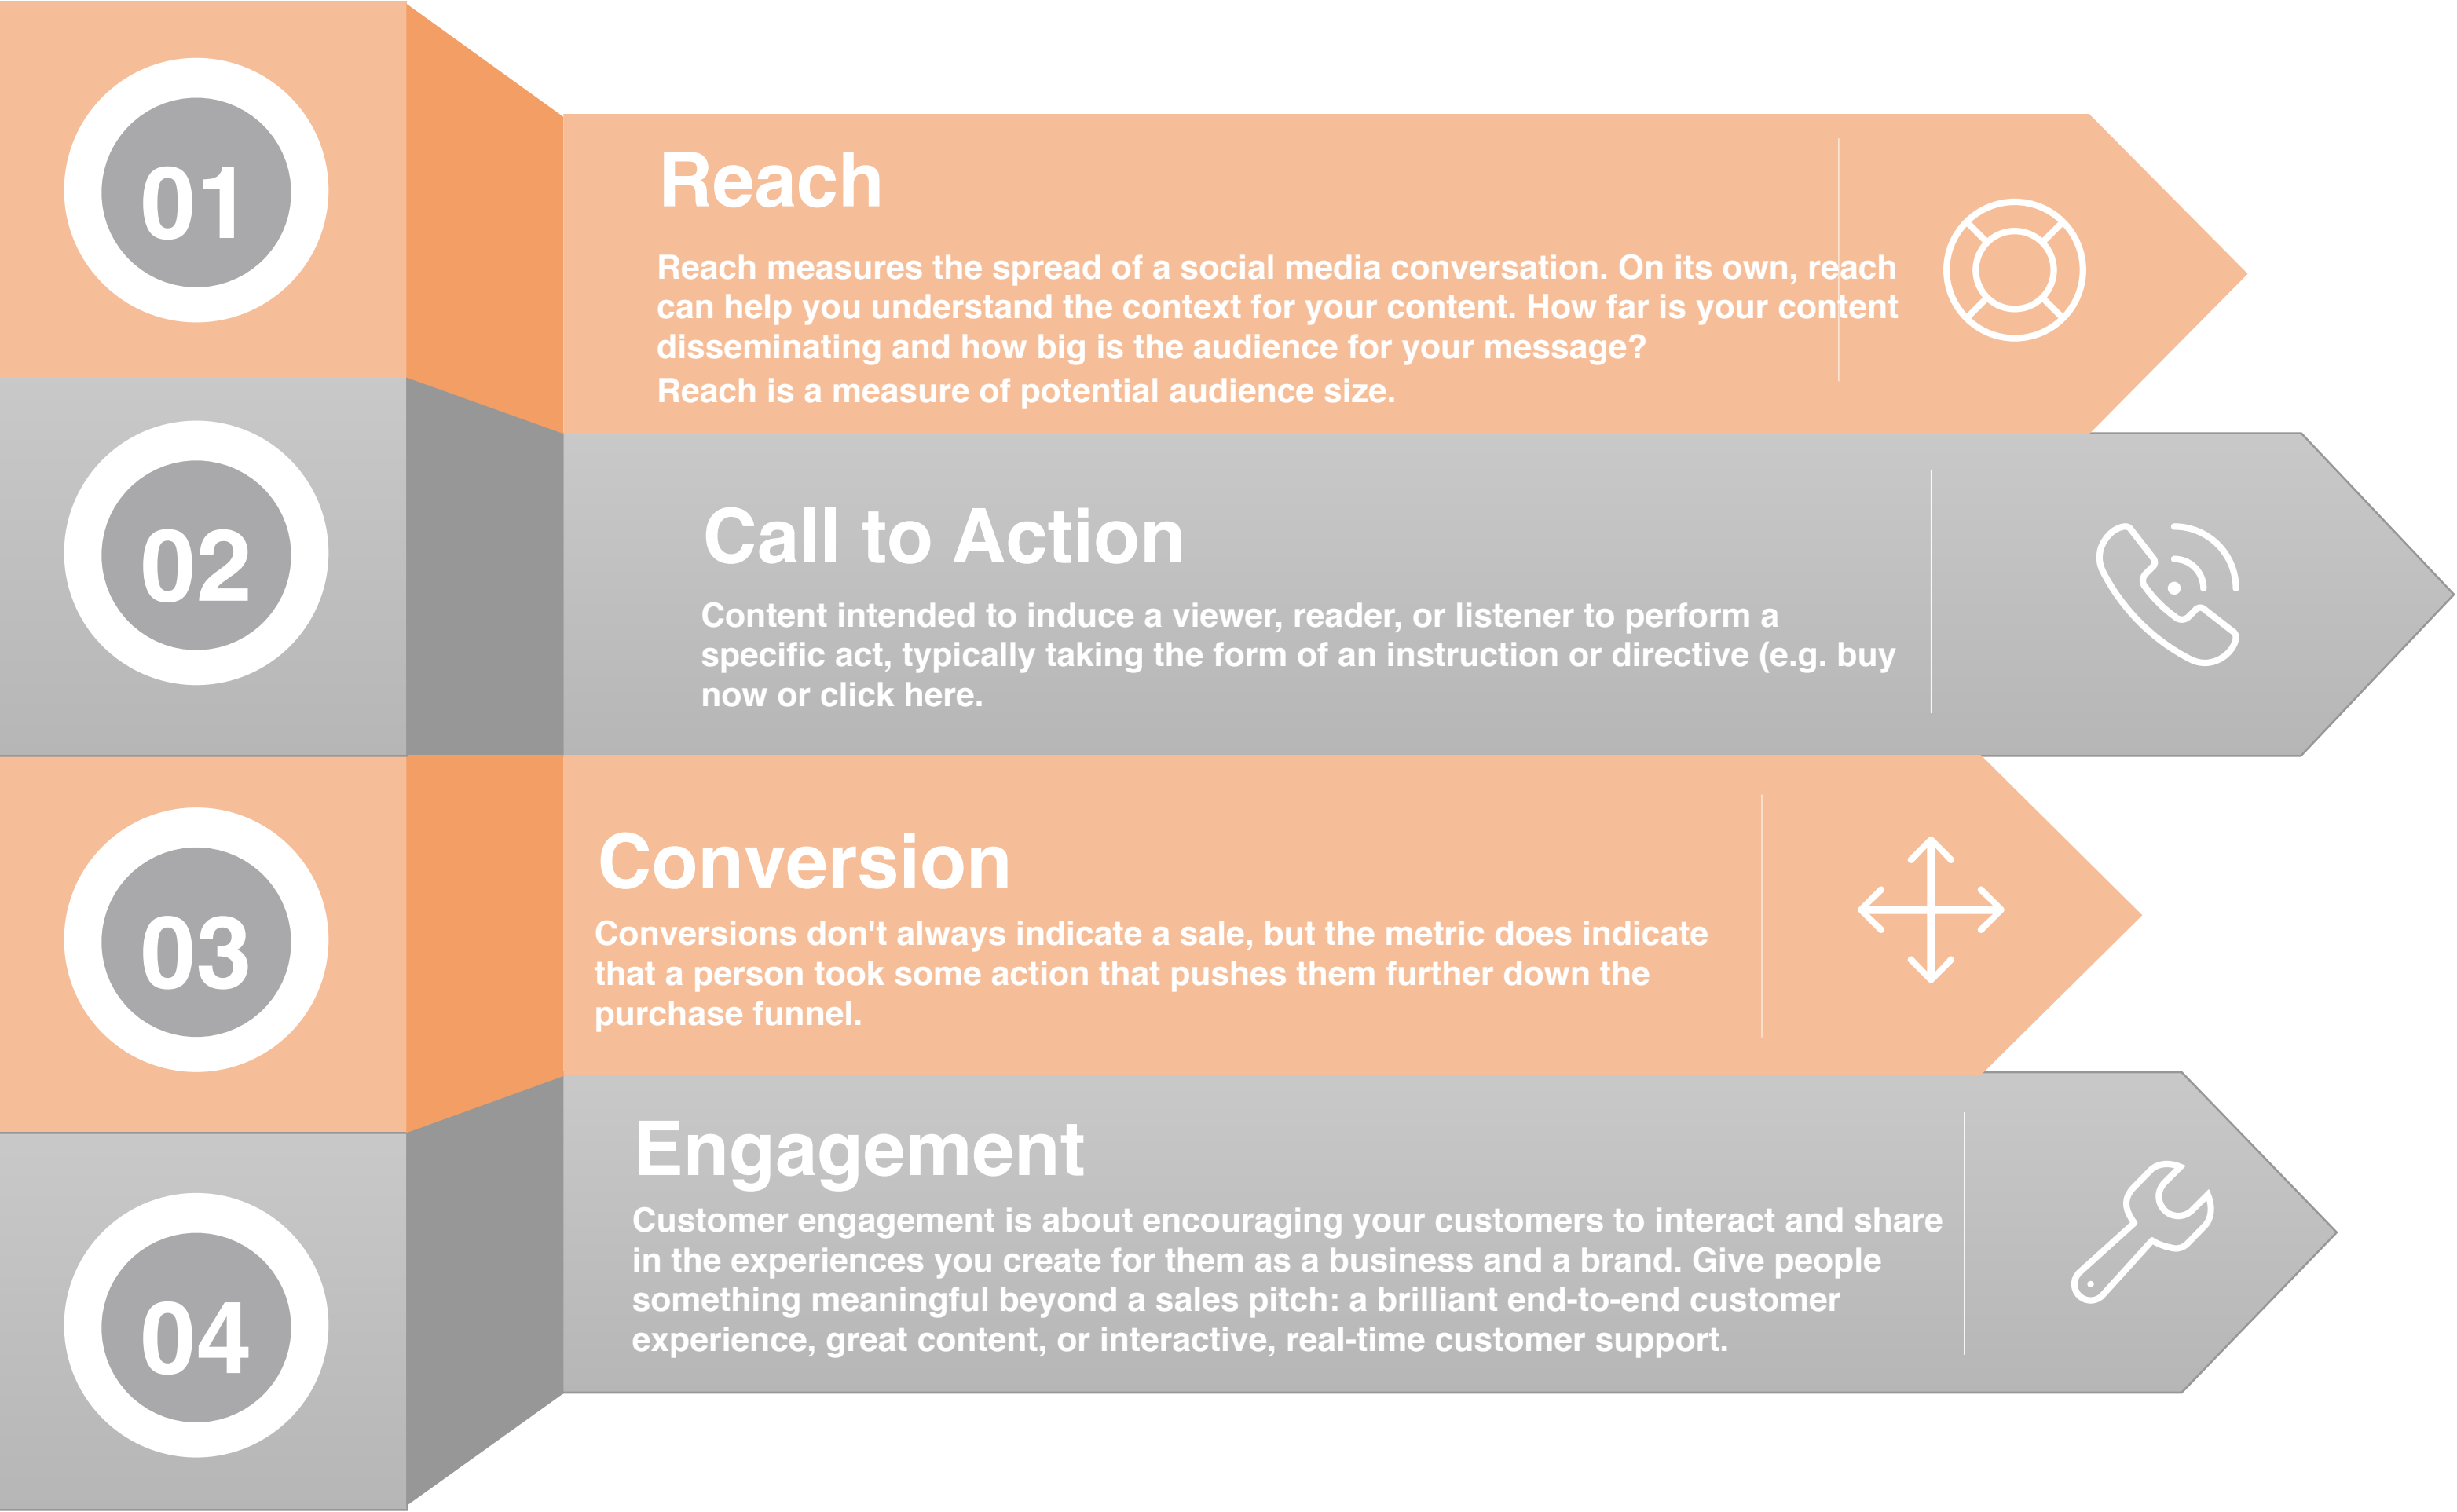 01
Reach
Reach measures the spread of a social media conversation. On its own, reach
can help you understand the context for your content. How far is your content
disseminating and how big is the audience for your message?
Reach is a measure of potential audience size.
02
Call to Action
Content intended to induce a viewer, reader, or listener to perform a
specific act, typically taking the form of an instruction or directive (e.g. buy
now or click here.
03
Conversion
Conversions don't always indicate a sale, but the metric does indicate
that a person took some action that pushes them further down the
purchase funnel.
04
Engagement
Customer engagement is about encouraging your customers to interact and share
in the experiences you create for them as a business and a brand. Give people
something meaningful beyond a sales pitch: a brilliant end-to-end customer
experience, great content, or interactive, real-time customer support.